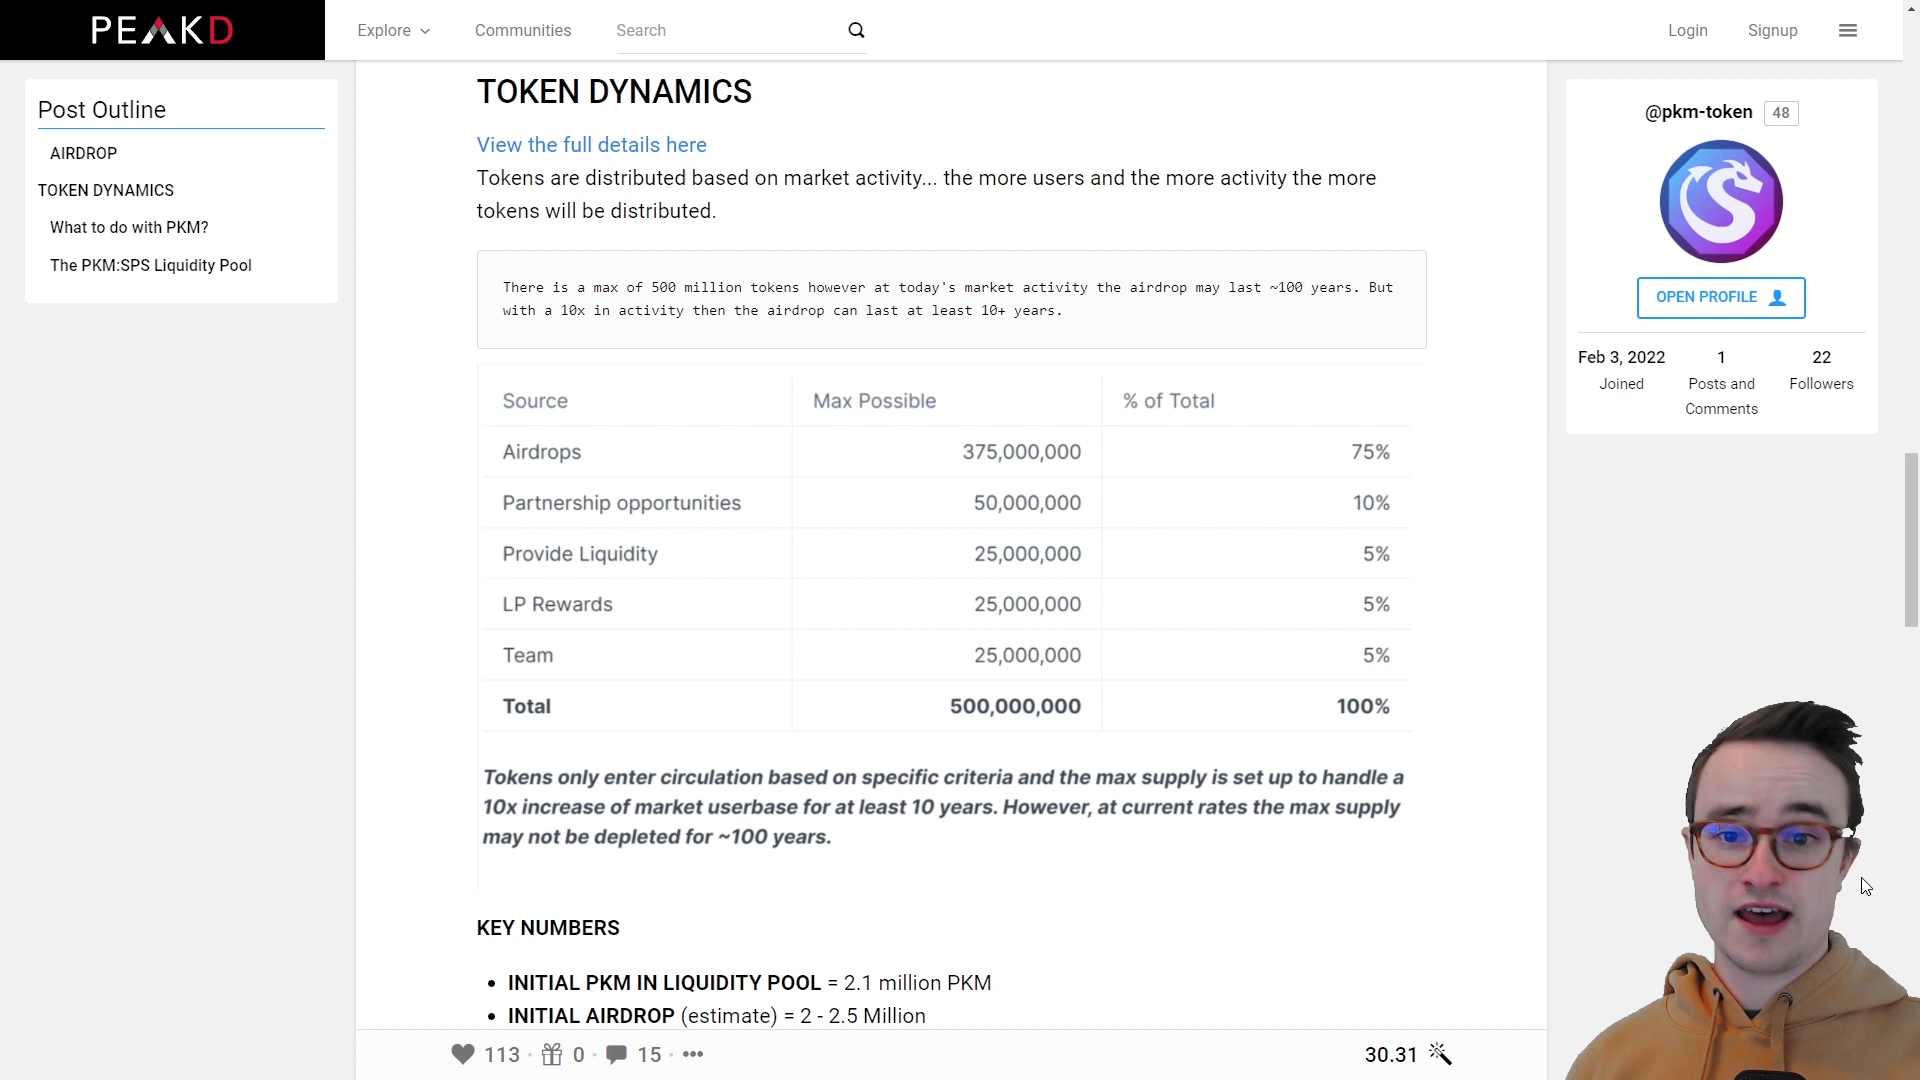 PEAKD
Explore
Communities
Search
Login
Signup
Post Outline
AIRDROP
TOKEN DYNAMICS
What to do with PKM?
The PKM:SPS Liquidity Pool
TOKEN DYNAMICS
View the full details here
Tokens are distributed based on market activity... the more users and the more activity the more
tokens will be distributed.
There is a max of 500 million tokens however at today's market activity the airdrop may last ~100 years. But
with a 10x in activity then the airdrop can last at least 10+ years.
Source Max Possible % of Total
Airdrops 375,000,000 75%
Partnership opportunities 50,000,000 10%
Provide Liquidity 25,000,000 5%
LP Rewards 25,000,000 5%
Team 25,000,000 5%
Total 500,000,000 100%
Tokens only enter circulation based on specific criteria and the max supply is set up to handle a
10x increase of market userbase for at least 10 years. However, at current rates the max supply
may not be depleted for ~100 years.
KEY NUMBERS
• INITIAL PKM IN LIQUIDITY POOL = 2.1 million PKM
• INITIAL AIRDROP (estimate) = 2 - 2.5 Million
113 · 0 · 15 · •••
30.31
@pkm-token 48
OPEN PROFILE
Feb 3, 2022 1 22
Joined Posts and Followers
Comments